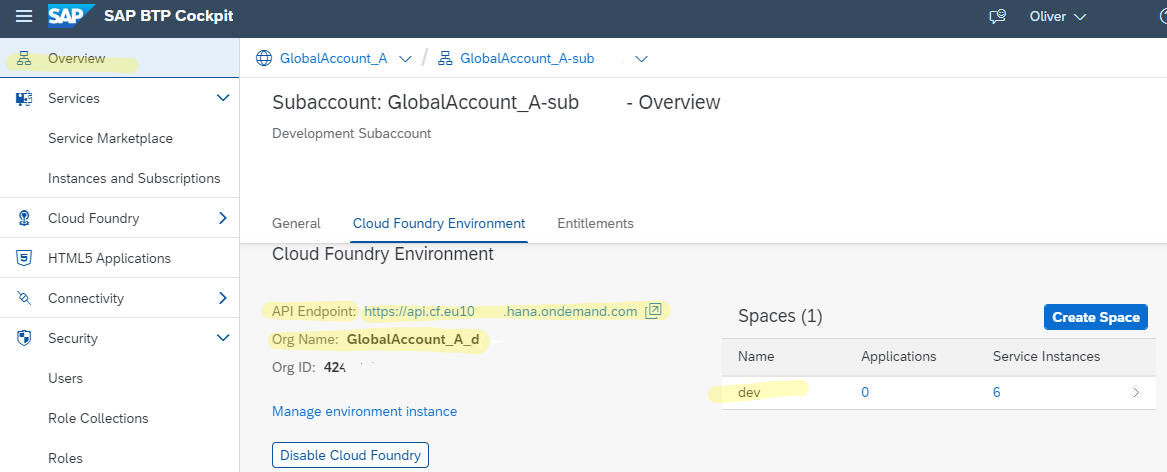 SAP SAP BTP Cockpit Oliver
Overview
Services
Service Marketplace
Instances and Subscriptions
Cloud Foundry
HTML5 Applications
Connectivity
Security
Users
Role Collections
Roles
GlobalAccount_A / GlobalAccount_A-sub
Subaccount: GlobalAccount_A-sub - Overview
Development Subaccount
General Cloud Foundry Environment Entitlements
Cloud Foundry Environment
API Endpoint: https://api.cf.eu10 .hana.ondemand.com
Org Name: GlobalAccount_A_d
Org ID: 424
Manage environment instance
Disable Cloud Foundry
Spaces (1) Create Space
Name Applications Service Instances
dev 0 6